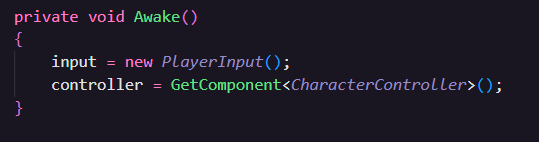 private void Awake()
{
    input = new PlayerInput();
    controller = GetComponent<CharacterController>();
}